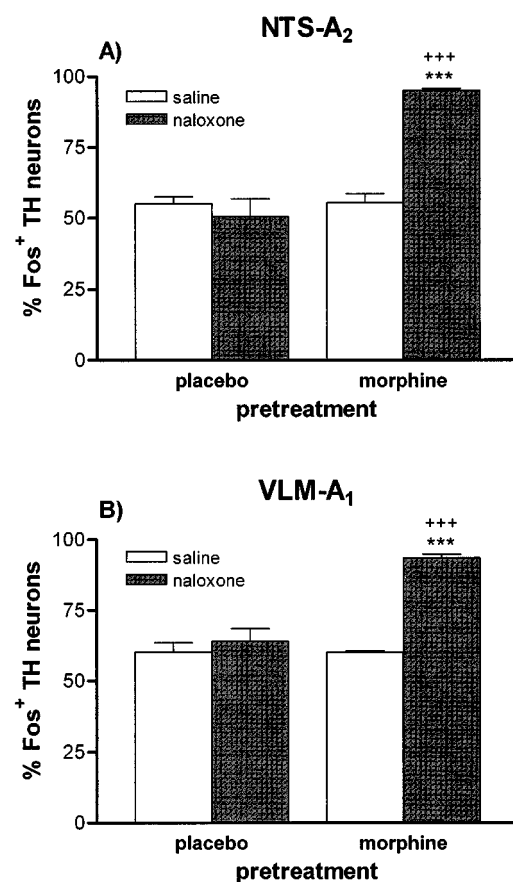 NTS-A₂
A)
+++
***
100
saline
naloxone
75
50
25
0
% Fos⁺ TH neurons
placebo morphine
pretreatment
VLM-A₁
B)
+++
***
100
saline
naloxone
75
50
25
0
% Fos⁺ TH neurons
placebo morphine
pretreatment